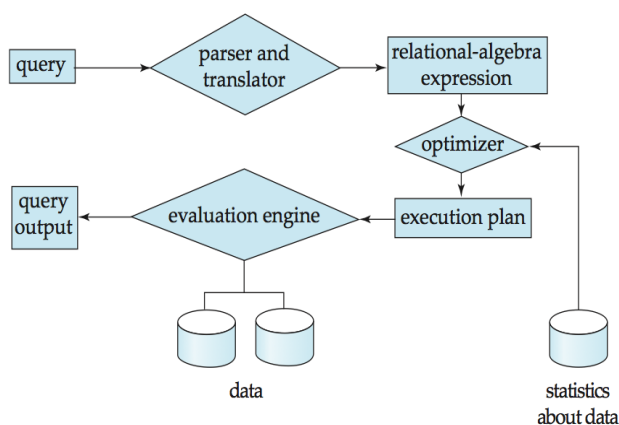 query
parser and
translator
relational-algebra
expression
optimizer
query
output
evaluation engine
execution plan
data
statistics
about data